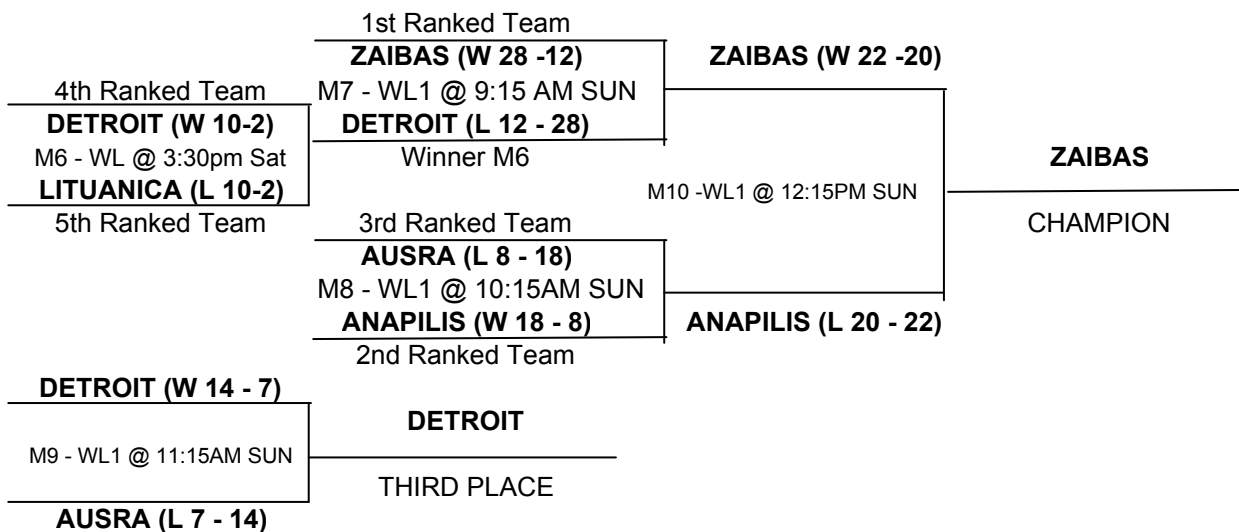 1st Ranked Team
ZAIBAS (W 28 -12)
ZAIBAS (W 22 -20)
4th Ranked Team
M7 - WL1 @ 9:15 AM SUN
DETROIT (W 10-2)
DETROIT (L 12 - 28)
M6 - WL @ 3:30pm Sat
Winner M6
ZAIBAS
LITUANICA (L 10-2)
M10 -WL1 @ 12:15PM SUN
5th Ranked Team
3rd Ranked Team
CHAMPION
AUSRA (L 8 - 18)
M8 - WL1 @ 10:15AM SUN
ANAPILIS (W 18 - 8)
ANAPILIS (L 20 - 22)
2nd Ranked Team
DETROIT (W 14 - 7)
DETROIT
M9 - WL1 @ 11:15AM SUN
THIRD PLACE
AUSRA (L 7 - 14)